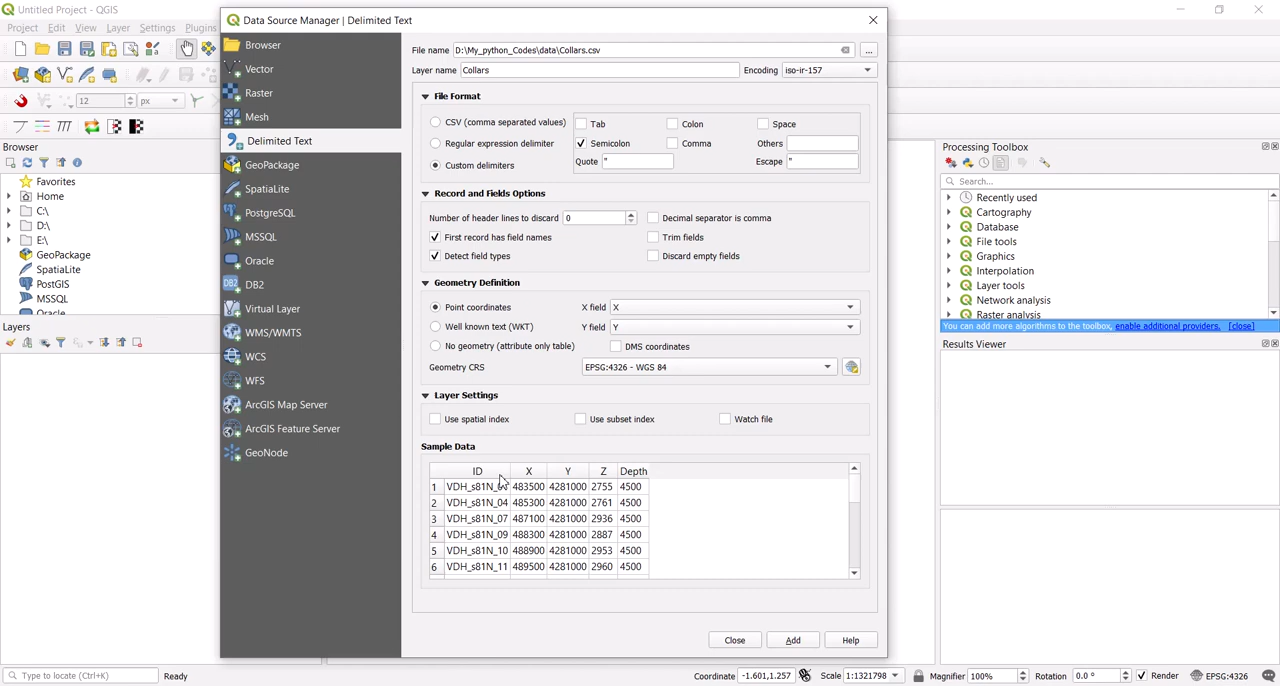 Untitled Project - QGIS
Project Edit View Layer Settings Plugins
12 px
Browser
Favorites
Home
C:\
D:\
E:\
GeoPackage
SpatiaLite
PostGIS
MSSQL
Oracle
Layers
Data Source Manager | Delimited Text
Browser
Vector
Raster
Mesh
Delimited Text
GeoPackage
SpatiaLite
PostgreSQL
MSSQL
Oracle
DB2
Virtual Layer
WMS/WMTS
WCS
WFS
ArcGIS Map Server
ArcGIS Feature Server
GeoNode
File name D:\My_python_Codes\data\Collars.csv ...
Layer name Collars Encoding iso-ir-157
File Format
CSV (comma separated values) Tab Colon Space
Regular expression delimiter Semicolon Comma Others
Custom delimiters Quote " Escape "
Record and Fields Options
Number of header lines to discard 0 Decimal separator is comma
First record has field names Trim fields
Detect field types Discard empty fields
Geometry Definition
Point coordinates X field X
Well known text (WKT) Y field Y
No geometry (attribute only table) DMS coordinates
Geometry CRS EPSG:4326 - WGS 84
Layer Settings
Use spatial index Use subset index Watch file
Sample Data
ID X Y Z Depth
1 483500 4281000 2755 4500
2 VDH_s81N_04 485300 4281000 2761 4500
3 VDH_s81N_07 487100 4281000 2936 4500
4 VDH_s81N_09 488300 4281000 2887 4500
5 VDH_s81N_10 488900 4281000 2953 4500
6 VDH_s81N_11 489500 4281000 2960 4500
Close Add Help
Processing Toolbox
Search...
Recently used
Cartography
Database
File tools
Graphics
Interpolation
Layer tools
Network analysis
Raster analysis
You can add more algorithms to the toolbox, enable additional providers. [close]
Results Viewer
Type to locate (Ctrl+K) Ready Coordinate -1.601,1.257 Scale 1:1321798 Magnifier 100% Rotation 0.0 ° Render EPSG:4326